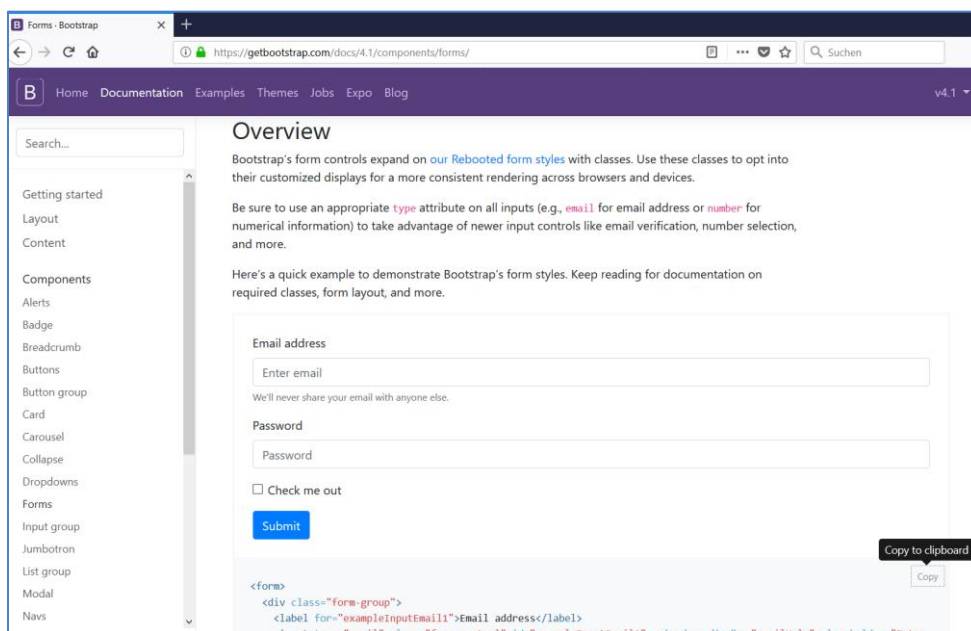 B Forms · Bootstrap
https://getbootstrap.com/docs/4.1/components/forms/
Suchen
B Home Documentation Examples Themes Jobs Expo Blog v4.1
Search...
Getting started
Layout
Content
Components
Alerts
Badge
Breadcrumb
Buttons
Button group
Card
Carousel
Collapse
Dropdowns
Forms
Input group
Jumbotron
List group
Modal
Navs
Overview
Bootstrap's form controls expand on our Rebooted form styles with classes. Use these classes to opt into
their customized displays for a more consistent rendering across browsers and devices.
Be sure to use an appropriate type attribute on all inputs (e.g., email for email address or number for
numerical information) to take advantage of newer input controls like email verification, number selection,
and more.
Here's a quick example to demonstrate Bootstrap's form styles. Keep reading for documentation on
required classes, form layout, and more.
Email address
Enter email
We'll never share your email with anyone else.
Password
Password
Check me out
Submit
Copy to clipboard
Copy
<form>
<div class="form-group">
<label for="exampleInputEmail1">Email address</label>